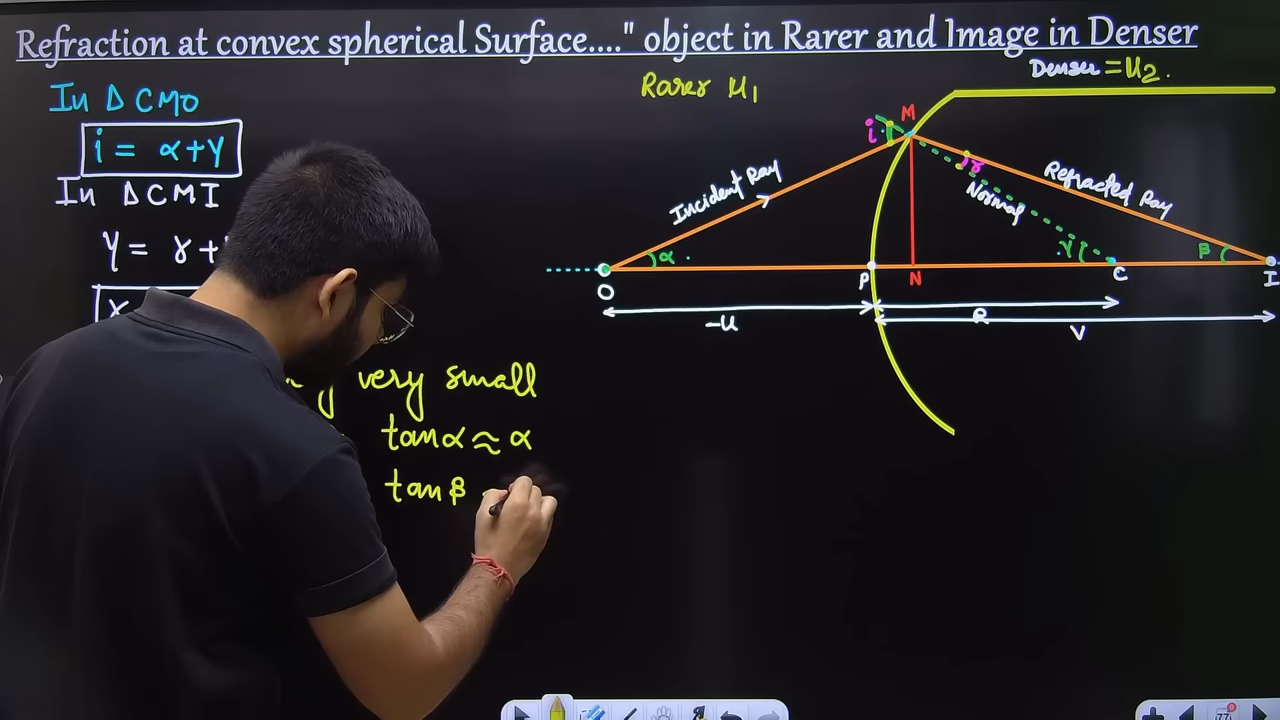 Refraction at convex spherical Surface...." object in Rarer and Image in Denser
In Δ CMO
i = α+γ
In Δ CMI
γ = r+
very small
tanα ≈ α
tan β
Rarer μ1
Denser = μ2.
M
i
r
Incident Ray
Refracted Ray
Normal
α
γ
β
O
P
N
C
I
-u
R
V